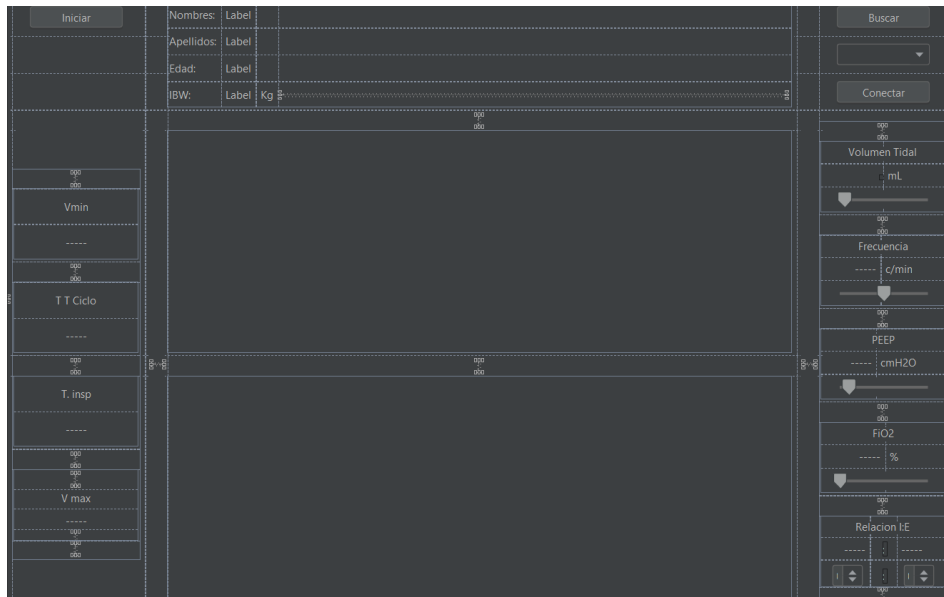 Iniciar
Nombres: Label
Apellidos: Label
Edad: Label
IBW: Label Kg
Buscar
Conectar
Vmin
-----
T T Ciclo
-----
T. insp
-----
V max
-----
Volumen Tidal
mL
Frecuencia
----- c/min
PEEP
----- cmH2O
FiO2
----- %
Relacion I:E
----- : -----